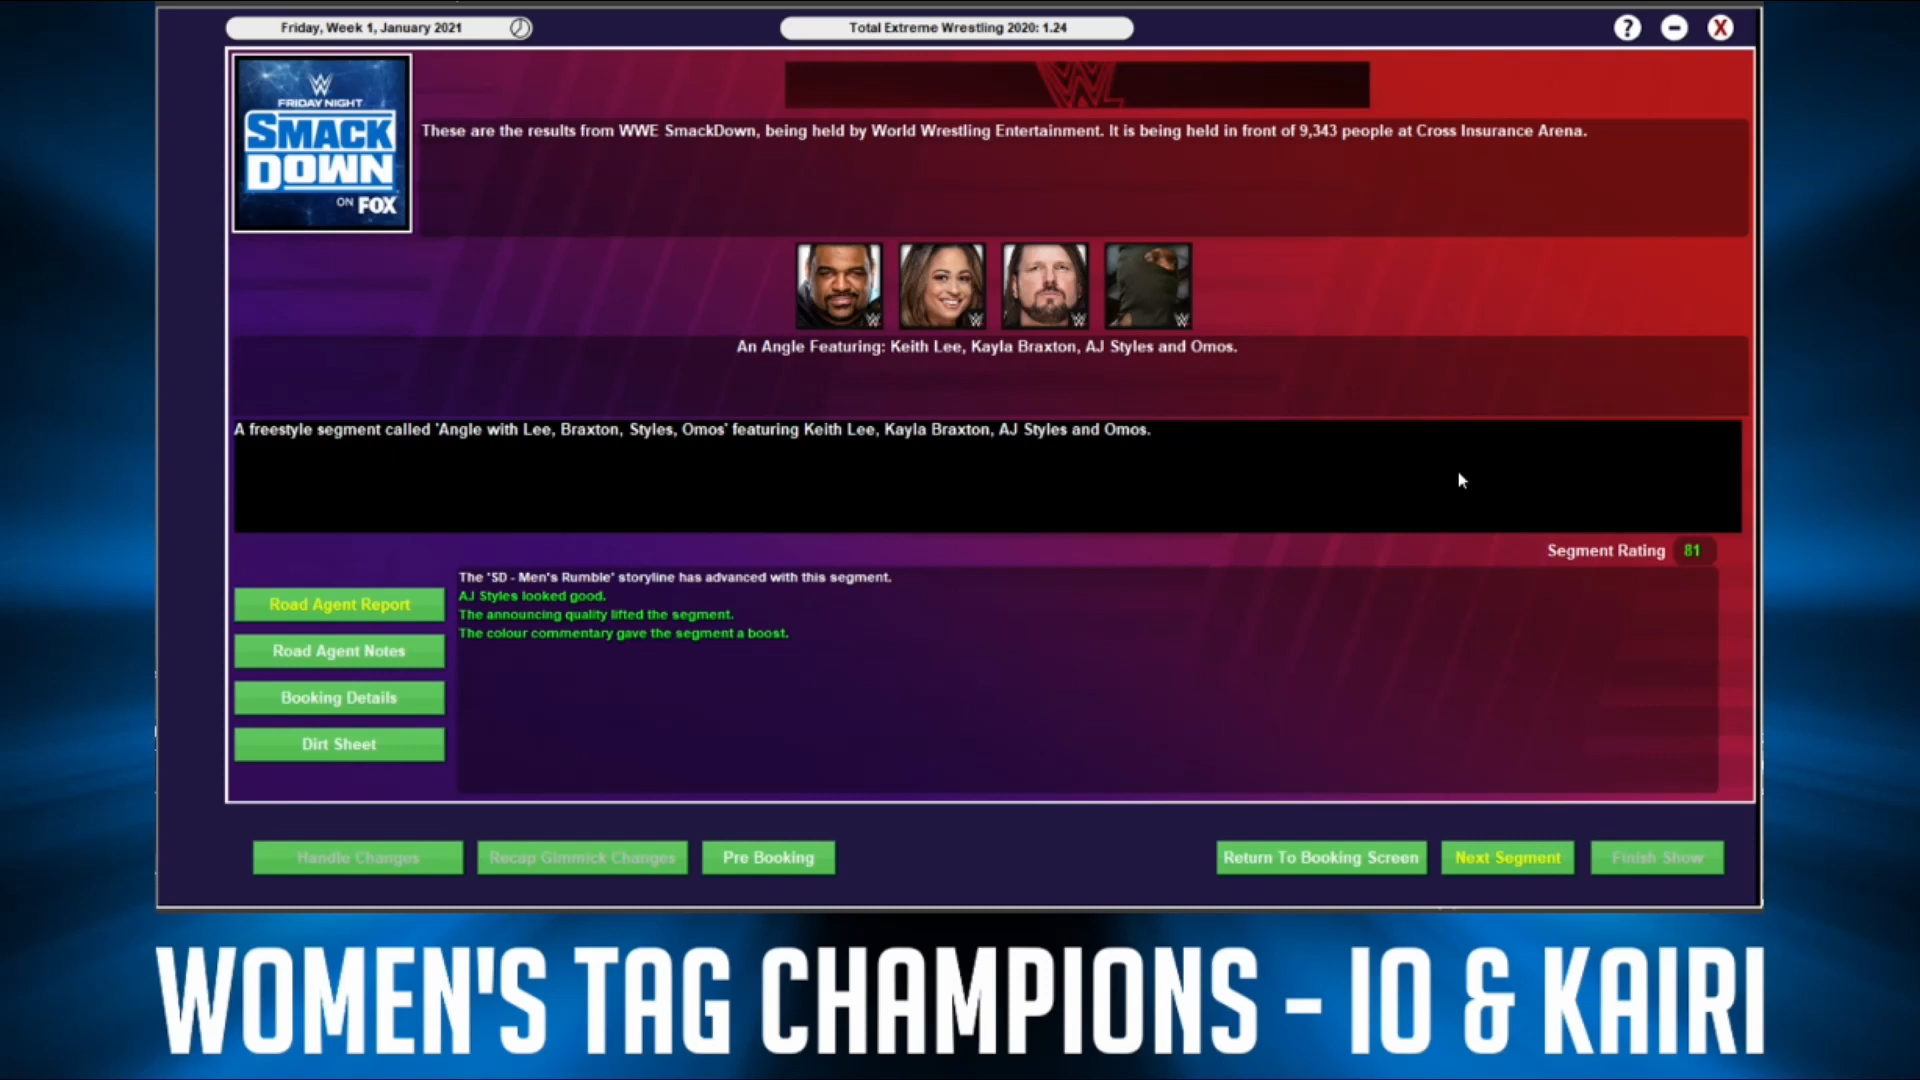 Friday, Week 1, January 2021
Total Extreme Wrestling 2020: 1.24
?
X
FRIDAY NIGHT
SMACK
DOWN
ON FOX
These are the results from WWE SmackDown, being held by World Wrestling Entertainment. It is being held in front of 9,343 people at Cross Insurance Arena.
An Angle Featuring: Keith Lee, Kayla Braxton, AJ Styles and Omos.
A freestyle segment called 'Angle with Lee, Braxton, Styles, Omos' featuring Keith Lee, Kayla Braxton, AJ Styles and Omos.
Segment Rating 81
Road Agent Report
Road Agent Notes
Booking Details
Dirt Sheet
The 'SD - Men's Rumble' storyline has advanced with this segment.
AJ Styles looked good.
The announcing quality lifted the segment.
The colour commentary gave the segment a boost.
Handle Changes
Recap Gimmick Changes
Pre Booking
Return To Booking Screen
Next Segment
Finish Show
WOMEN'S TAG CHAMPIONS - IO & KAIRI